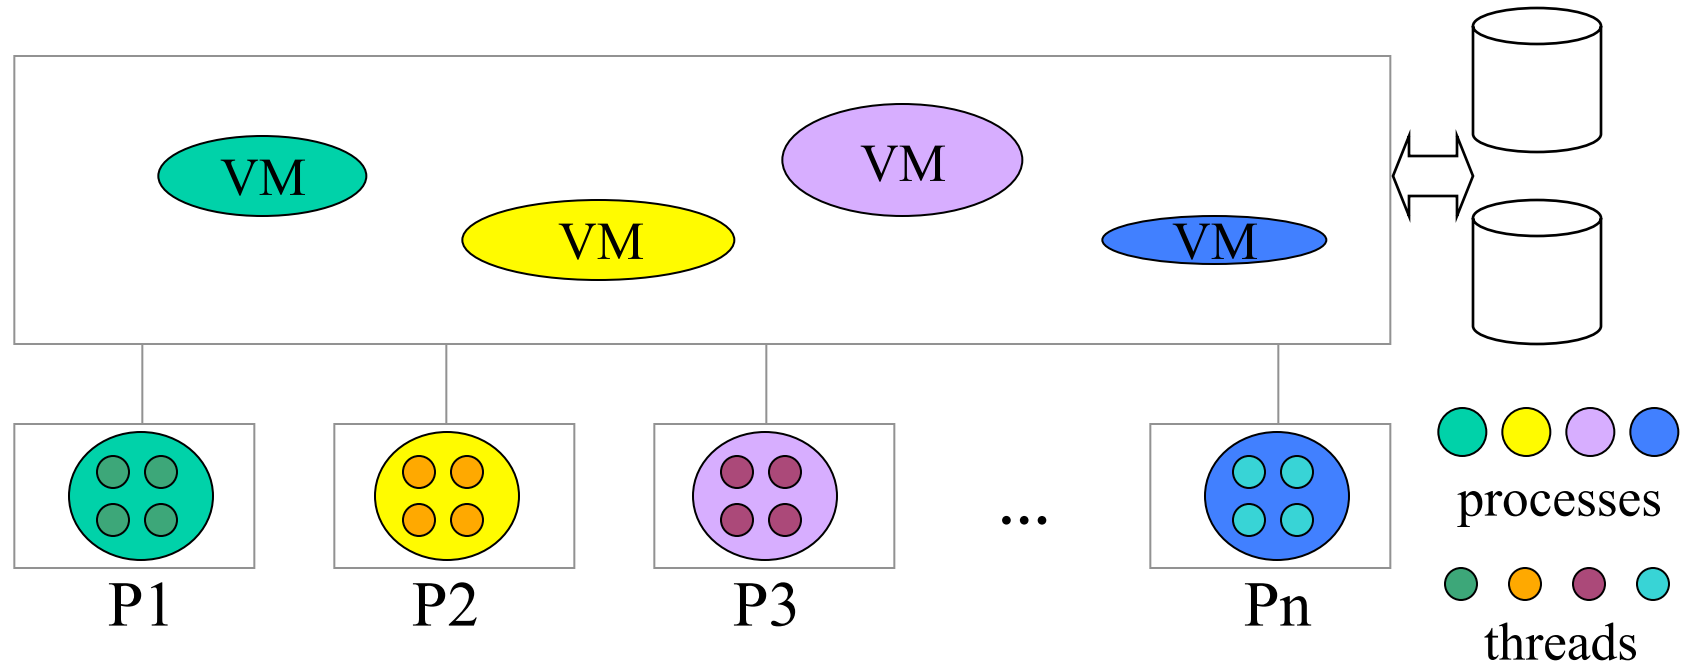 VM
VM
VM
VM
processes
P1
P2
P3
...
Pn
threads